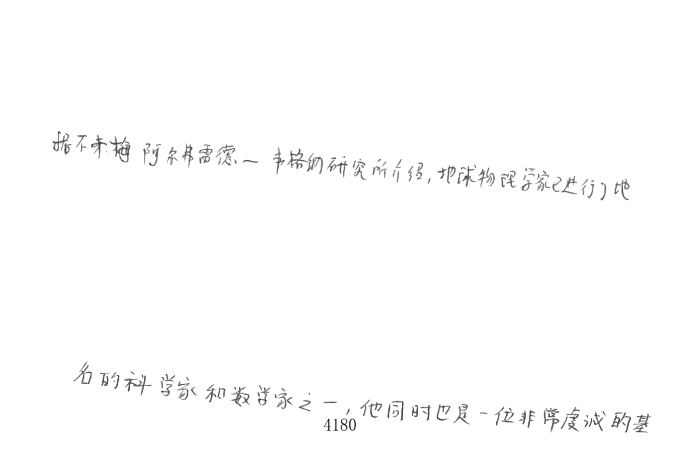 据不来梅阿尔弗雷德—韦格纳研究所介绍,地球物理学家已进行了地
名的科学家和数学家之一,他同时也是一位非常虔诚的基
4180